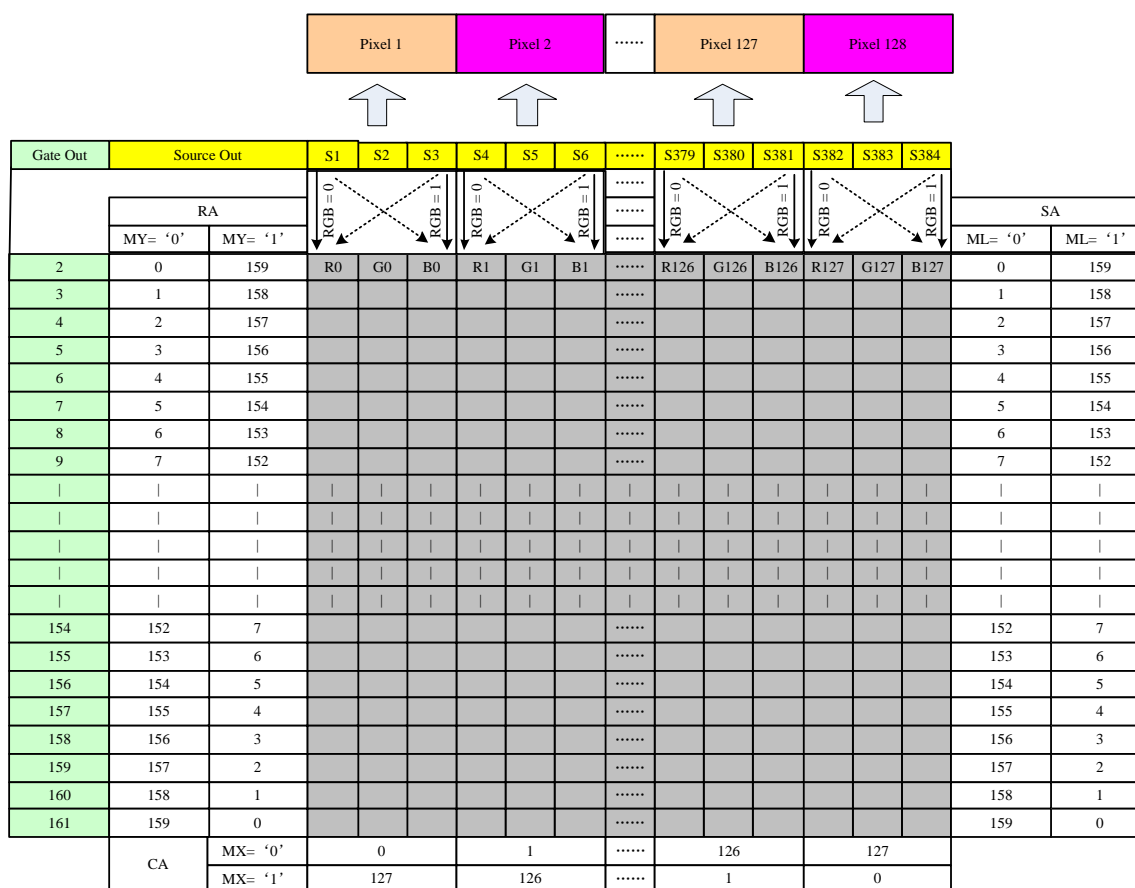 Pixel 1 Pixel 2 ...... Pixel 127 Pixel 128
Gate Out Source Out S1 S2 S3 S4 S5 S6 ...... S379 S380 S381 S382 S383 S384
RGB = 0 RGB = 1 RGB = 0 RGB = 1 ...... RGB = 0 RGB = 1 RGB = 0 RGB = 1
RA ...... SA
MY= ‘0’ MY= ‘1’ ...... ML= ‘0’ ML= ‘1’
2 0 159 R0 G0 B0 R1 G1 B1 ...... R126 G126 B126 R127 G127 B127 0 159
3 1 158 ...... 1 158
4 2 157 ...... 2 157
5 3 156 ...... 3 156
6 4 155 ...... 4 155
7 5 154 ...... 5 154
8 6 153 ...... 6 153
9 7 152 ...... 7 152
| | | | | | | | | | | | | | | | | |
| | | | | | | | | | | | | | | | | |
| | | | | | | | | | | | | | | | | |
| | | | | | | | | | | | | | | | | |
| | | | | | | | | | | | | | | | | |
154 152 7 ...... 152 7
155 153 6 ...... 153 6
156 154 5 ...... 154 5
157 155 4 ...... 155 4
158 156 3 ...... 156 3
159 157 2 ...... 157 2
160 158 1 ...... 158 1
161 159 0 ...... 159 0
CA MX= ‘0’ 0 1 ...... 126 127
MX= ‘1’ 127 126 ...... 1 0